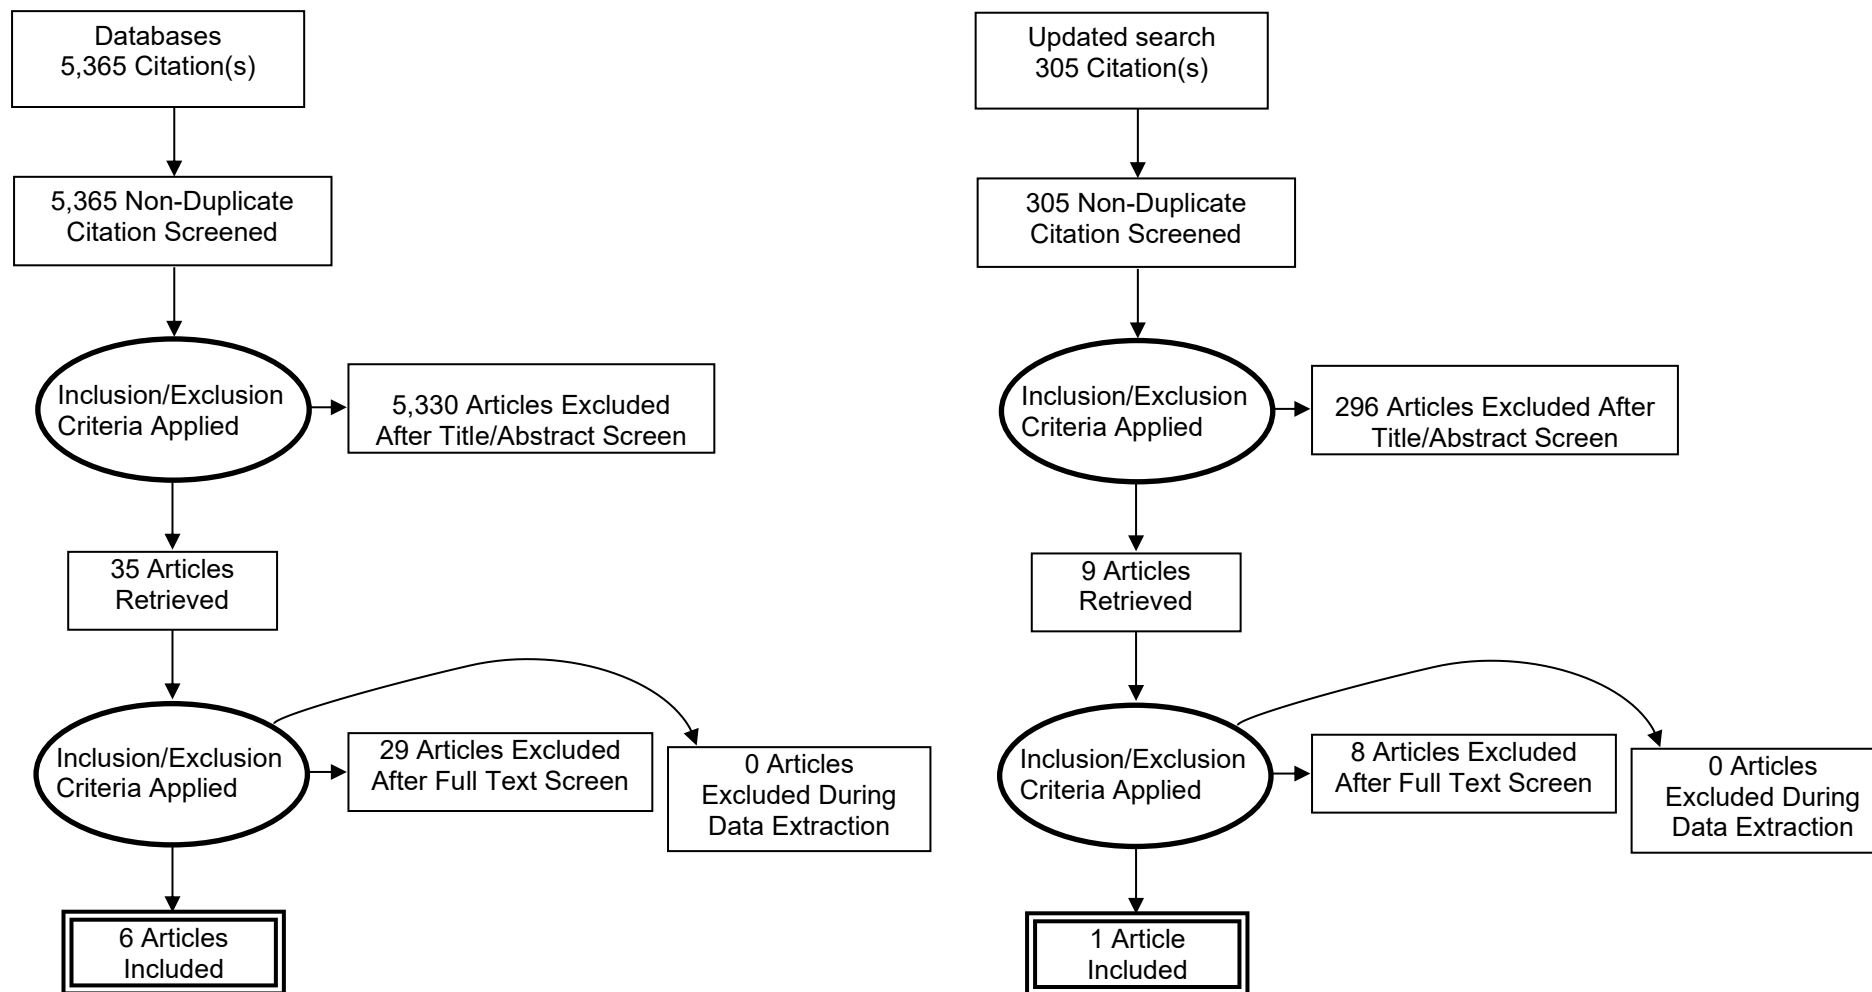 Databases
5,365 Citation(s)
5,365 Non-Duplicate
Citation Screened
Inclusion/Exclusion
Criteria Applied
5,330 Articles Excluded
After Title/Abstract Screen
35 Articles
Retrieved
Inclusion/Exclusion
Criteria Applied
29 Articles Excluded
After Full Text Screen
0 Articles
Excluded During
Data Extraction
6 Articles
Included
Updated search
305 Citation(s)
305 Non-Duplicate
Citation Screened
Inclusion/Exclusion
Criteria Applied
296 Articles Excluded After
Title/Abstract Screen
9 Articles
Retrieved
Inclusion/Exclusion
Criteria Applied
8 Articles Excluded
After Full Text Screen
0 Articles
Excluded During
Data Extraction
1 Article
Included